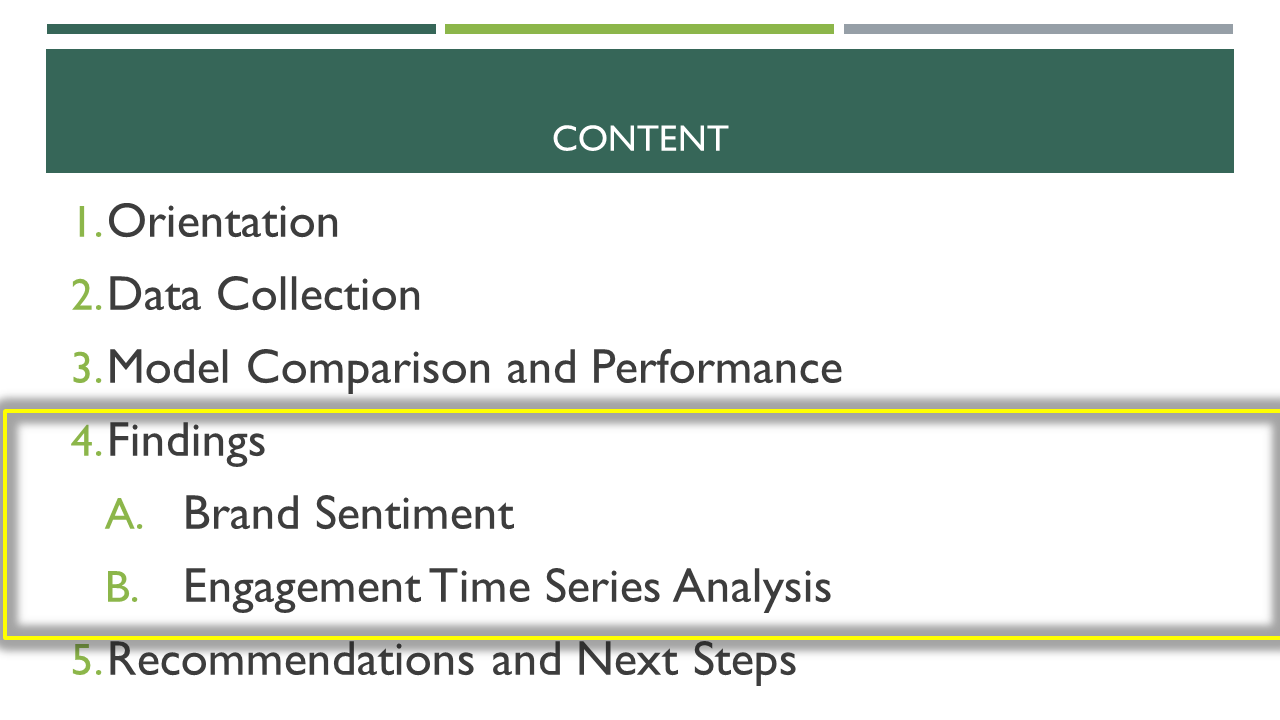 CONTENT
1. Orientation
2. Data Collection
3. Model Comparison and Performance
4. Findings
A. Brand Sentiment
B. Engagement Time Series Analysis
5. Recommendations and Next Steps